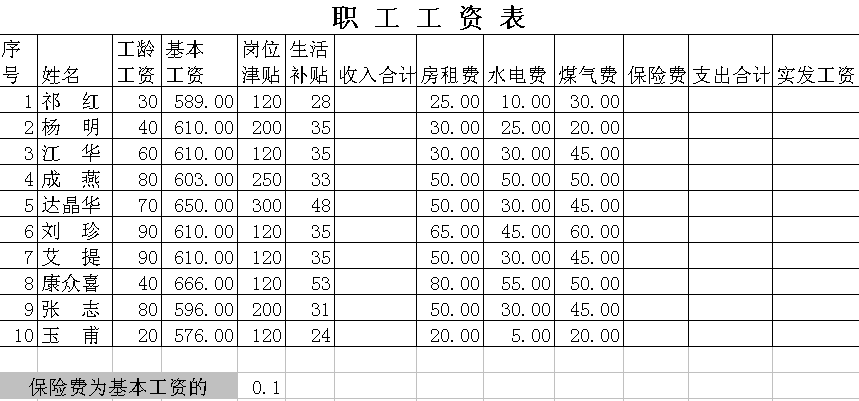 职 工 工 资 表
序号 姓名 工龄工资 基本工资 岗位津贴 生活补贴 收入合计 房租费 水电费 煤气费 保险费 支出合计 实发工资
1 祁 红 30 589.00 120 28 25.00 10.00 30.00
2 杨 明 40 610.00 200 35 30.00 25.00 20.00
3 江 华 60 610.00 120 35 30.00 30.00 45.00
4 成 燕 80 603.00 250 33 50.00 50.00 50.00
5 达晶华 70 650.00 300 48 50.00 30.00 45.00
6 刘 珍 90 610.00 120 35 65.00 45.00 60.00
7 艾 提 90 610.00 120 35 50.00 30.00 45.00
8 康众喜 40 666.00 120 53 80.00 55.00 50.00
9 张 志 80 596.00 200 31 50.00 30.00 45.00
10 玉 甫 20 576.00 120 24 20.00 5.00 20.00
保险费为基本工资的 0.1